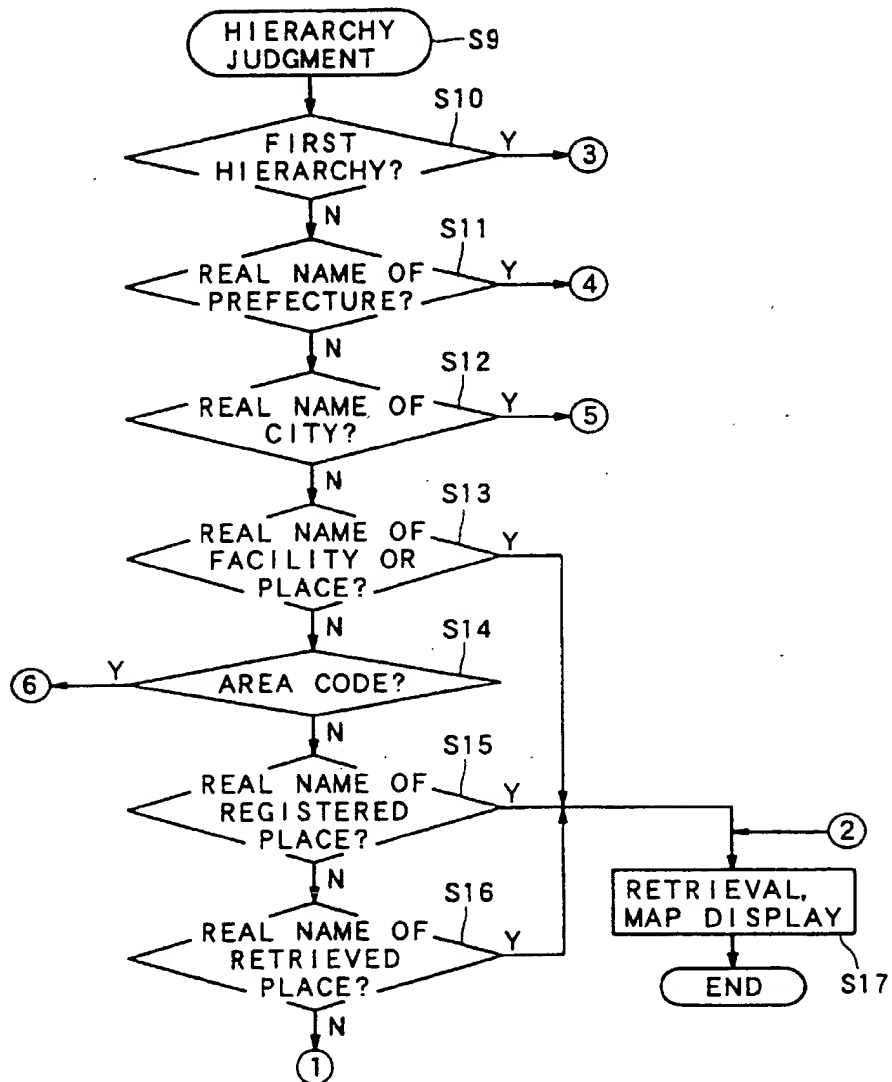 HIERARCHY
JUDGMENT
S9
S10
FIRST
HIERARCHY?
Y
3
N
S11
REAL NAME OF
PREFECTURE?
Y
4
N
S12
REAL NAME OF
CITY?
Y
5
N
S13
REAL NAME OF
FACILITY OR
PLACE?
Y
N
S14
AREA CODE?
Y
6
N
S15
REAL NAME OF
REGISTERED
PLACE?
Y
2
N
S16
REAL NAME OF
RETRIEVED
PLACE?
Y
RETRIEVAL,
MAP DISPLAY
S17
END
N
1